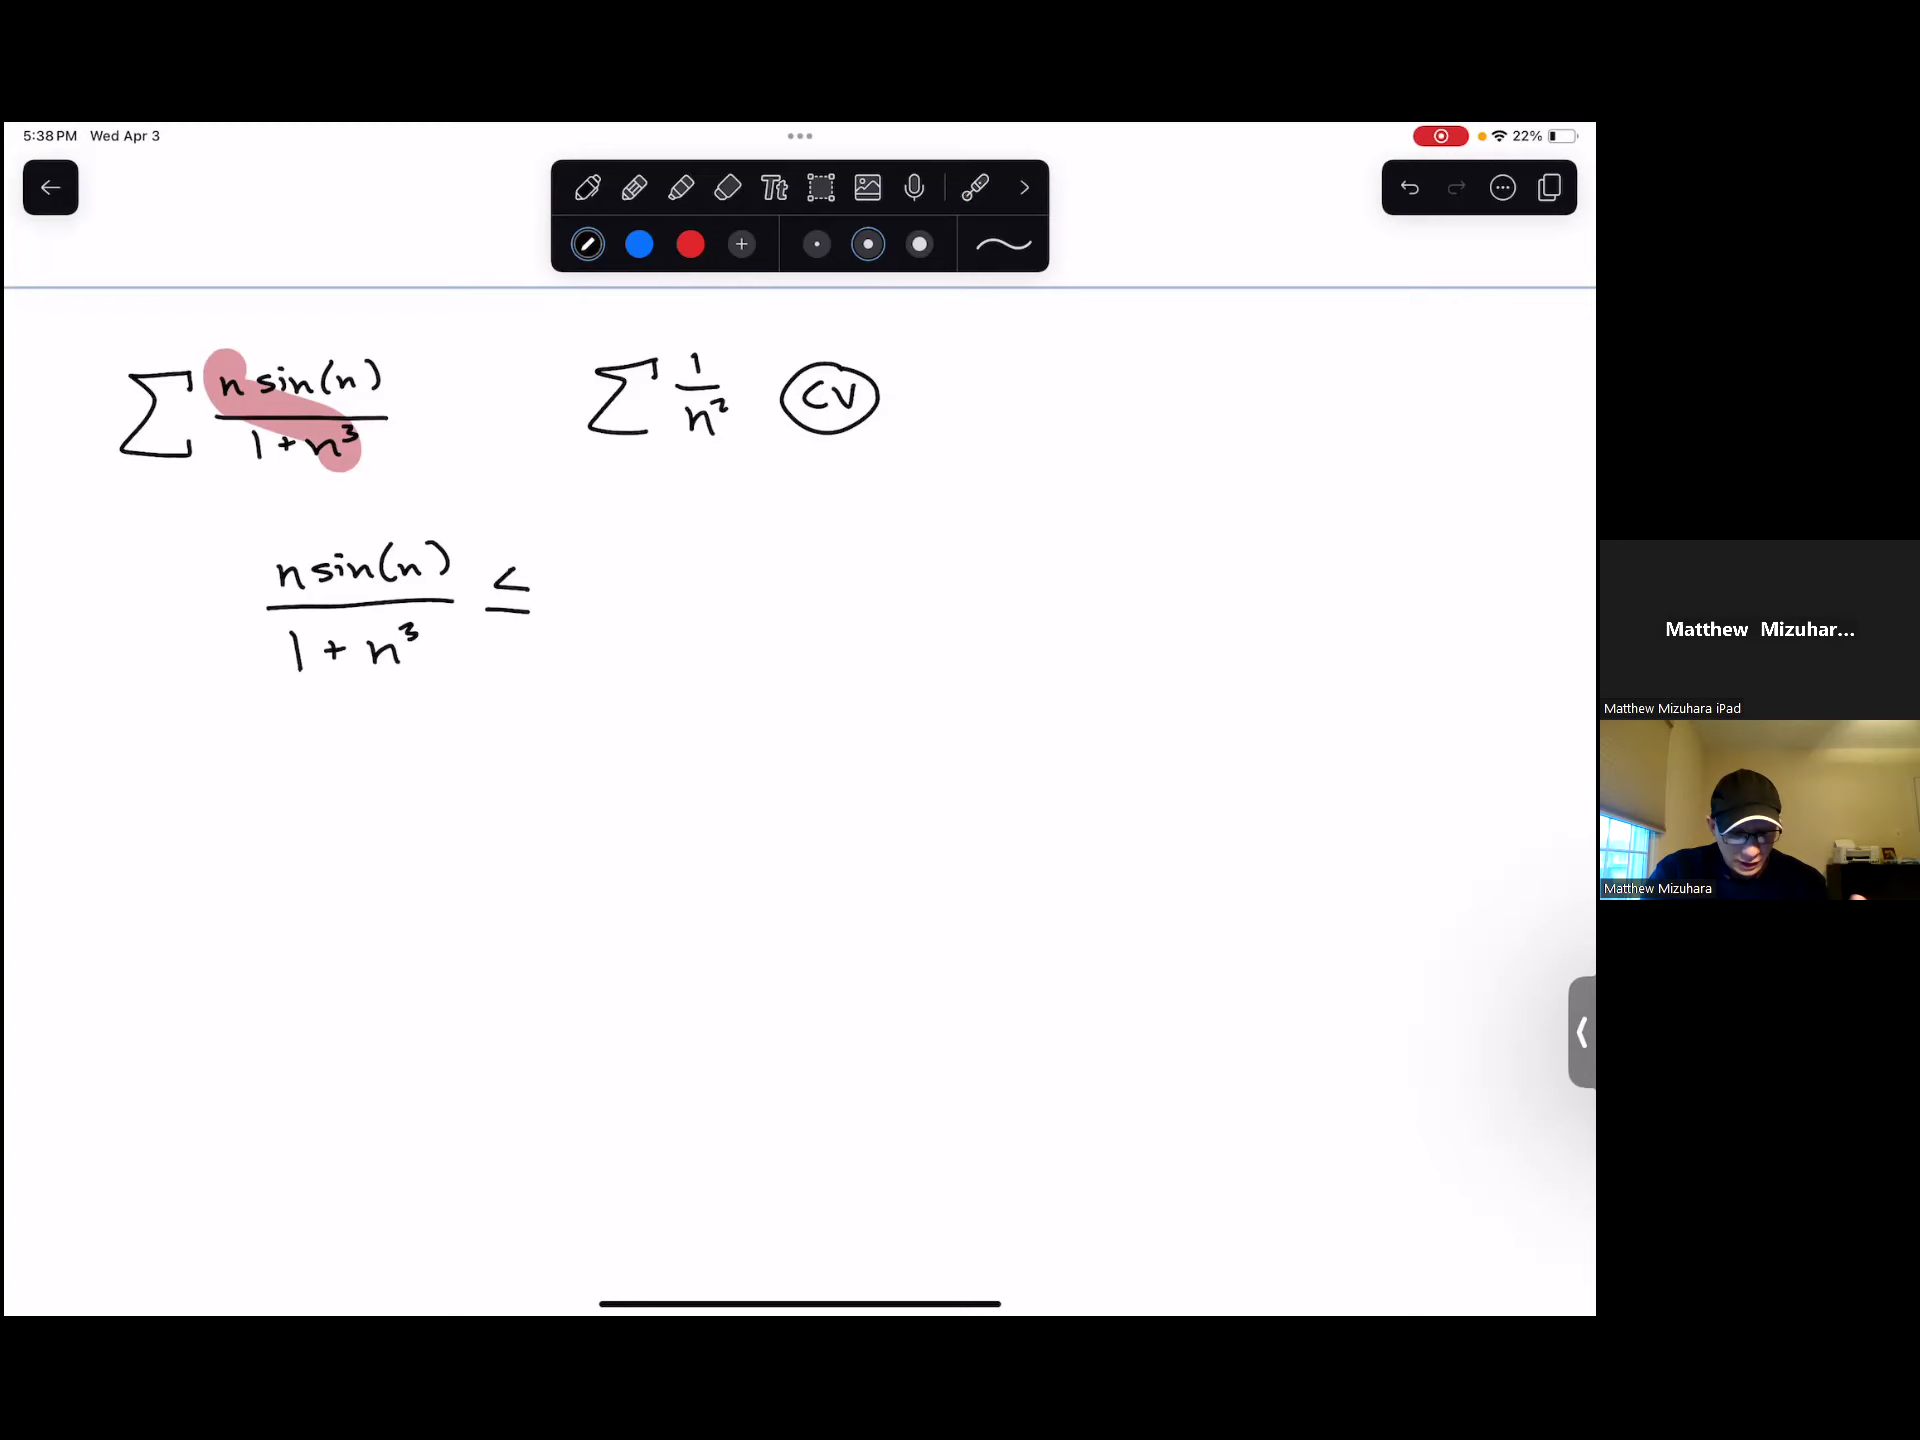 5:38 PM Wed Apr 3
22%
Tt
∑ n sin(n) / (1 + n³)
∑ 1 / n² CV
n sin(n) / (1 + n³) ≤
Matthew Mizuhar...
Matthew Mizuhara iPad
Matthew Mizuhara